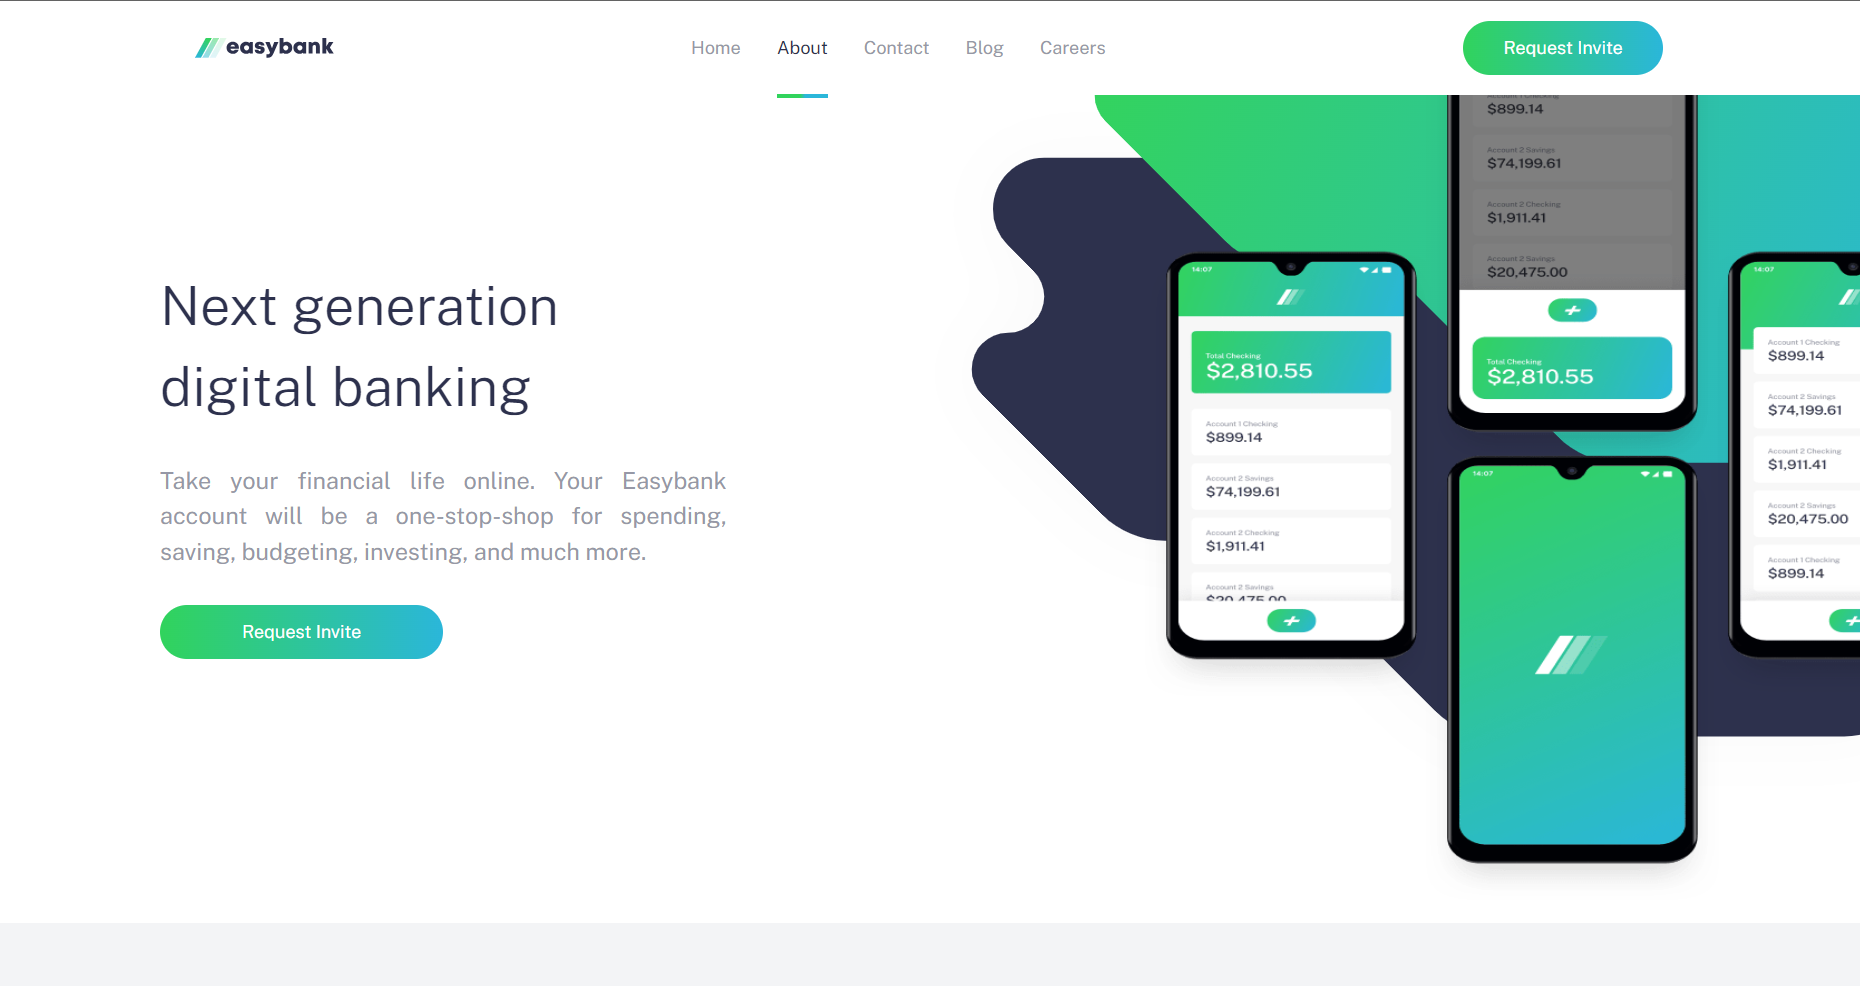 easybank
Home About Contact Blog Careers
Request Invite
Next generation
digital banking
Take your financial life online. Your Easybank
account will be a one-stop-shop for spending,
saving, budgeting, investing, and much more.
Request Invite
14:07
Total Checking
$2,810.55
Account 1 Checking
$899.14
Account 2 Savings
$74,199.61
Account 2 Checking
$1,911.41
Account 2 Savings
$20,475.00
$899.14
Account 2 Savings
$74,199.61
Account 2 Checking
$1,911.41
Account 2 Savings
$20,475.00
Total Checking
$2,810.55
14:07
14:07
Account 1 Checking
$899.14
Account 2 Savings
$74,199.61
Account 2 Checking
$1,911.41
Account 2 Savings
$20,475.00
Account 1 Checking
$899.14